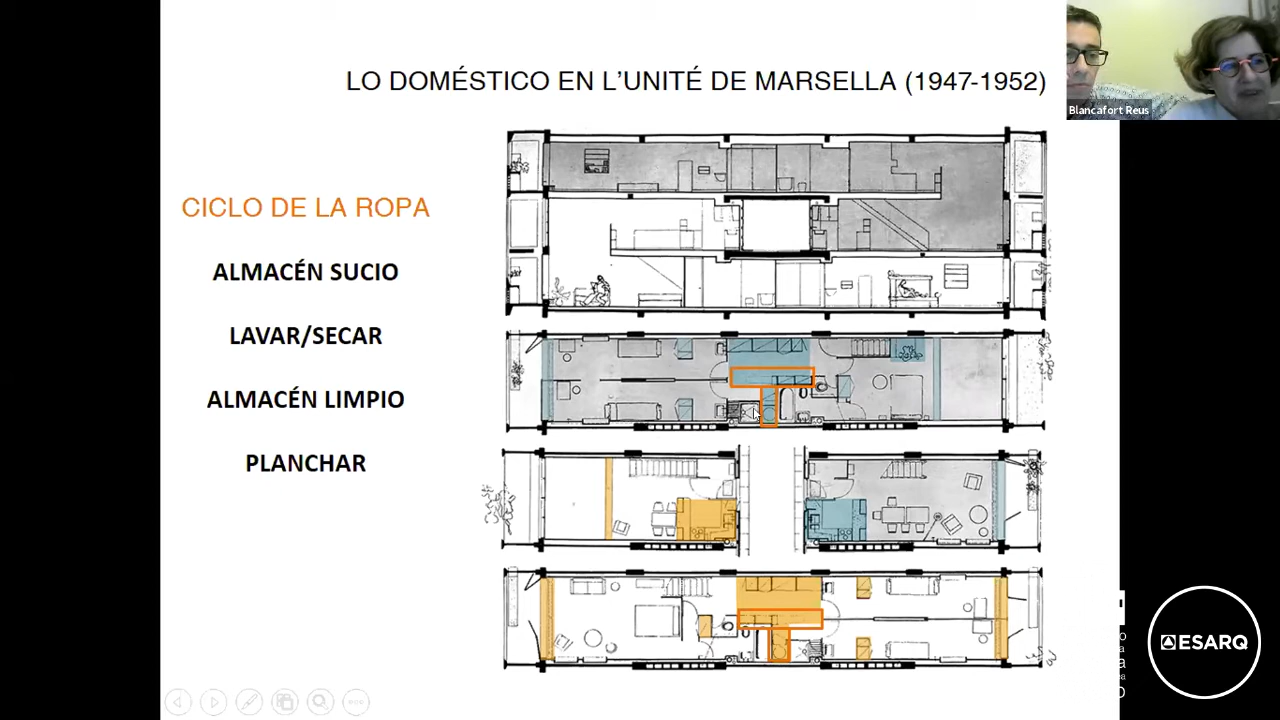 LO DOMÉSTICO EN L’UNITÉ DE MARSELLA (1947-1952)
Blancafort Reus
CICLO DE LA ROPA
ALMACÉN SUCIO
LAVAR/SECAR
ALMACÉN LIMPIO
PLANCHAR
ESARQ